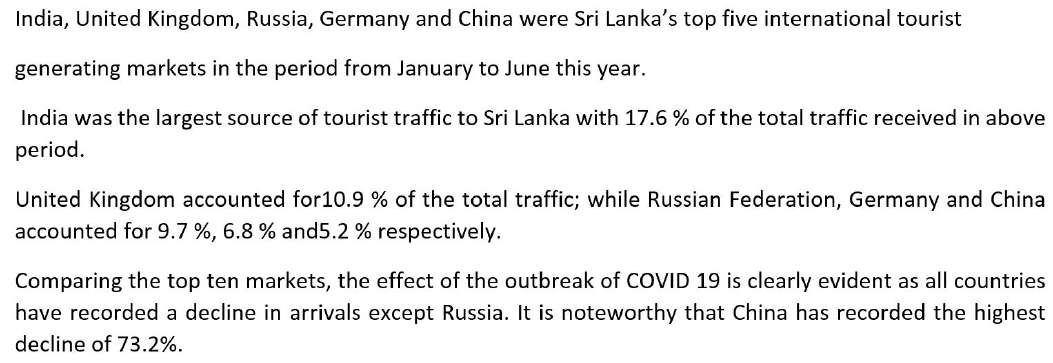 India, United Kingdom, Russia, Germany and China were Sri Lanka's top five international tourist
generating markets in the period from January to June this year.
India was the largest source of tourist traffic to Sri Lanka with 17.6 % of the total traffic received in above
period.
United Kingdom accounted for10.9 % of the total traffic; while Russian Federation, Germany and China
accounted for 9.7 %, 6.8 % and5.2 % respectively.
Comparing the top ten markets, the effect of the outbreak of COVID 19 is clearly evident as all countries
have recorded a decline in arrivals except Russia. It is noteworthy that China has recorded the highest
decline of 73.2%.